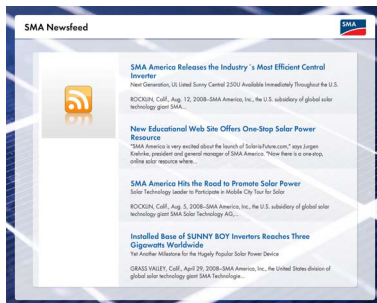 SMA Newsfeed
SMA
SMA America Releases the Industry´s Most Efficient Central
Inverter
Next Generation, UL Listed Sunny Central 250U Available Immediately Throughout the U.S.
ROCKLIN, Calif., Aug. 12, 2008–SMA America, Inc., the U.S. subsidiary of global solar
technology giant SMA...
New Educational Web Site Offers One-Stop Solar Power
Resource
"SMA America is very excited about the launch of Solar-is-Future.com," says Jurgen
Krehnke, president and general manager of SMA America. "Now there is a one-stop,
online solar resource where...
SMA America Hits the Road to Promote Solar Power
Solar Technology Leader to Participate in Mobile City Tour for Solar
ROCKLIN, Calif., Aug. 5, 2008–SMA America, Inc., the U.S. subsidiary of global solar
technology giant SMA Solar Technology AG,...
Installed Base of SUNNY BOY Inverters Reaches Three
Gigawatts Worldwide
Yet Another Milestone for the Hugely Popular Solar Power Device
GRASS VALLEY, Calif., April 29, 2008–SMA America, Inc., the United States division of
global solar technology giant SMA Technologie...